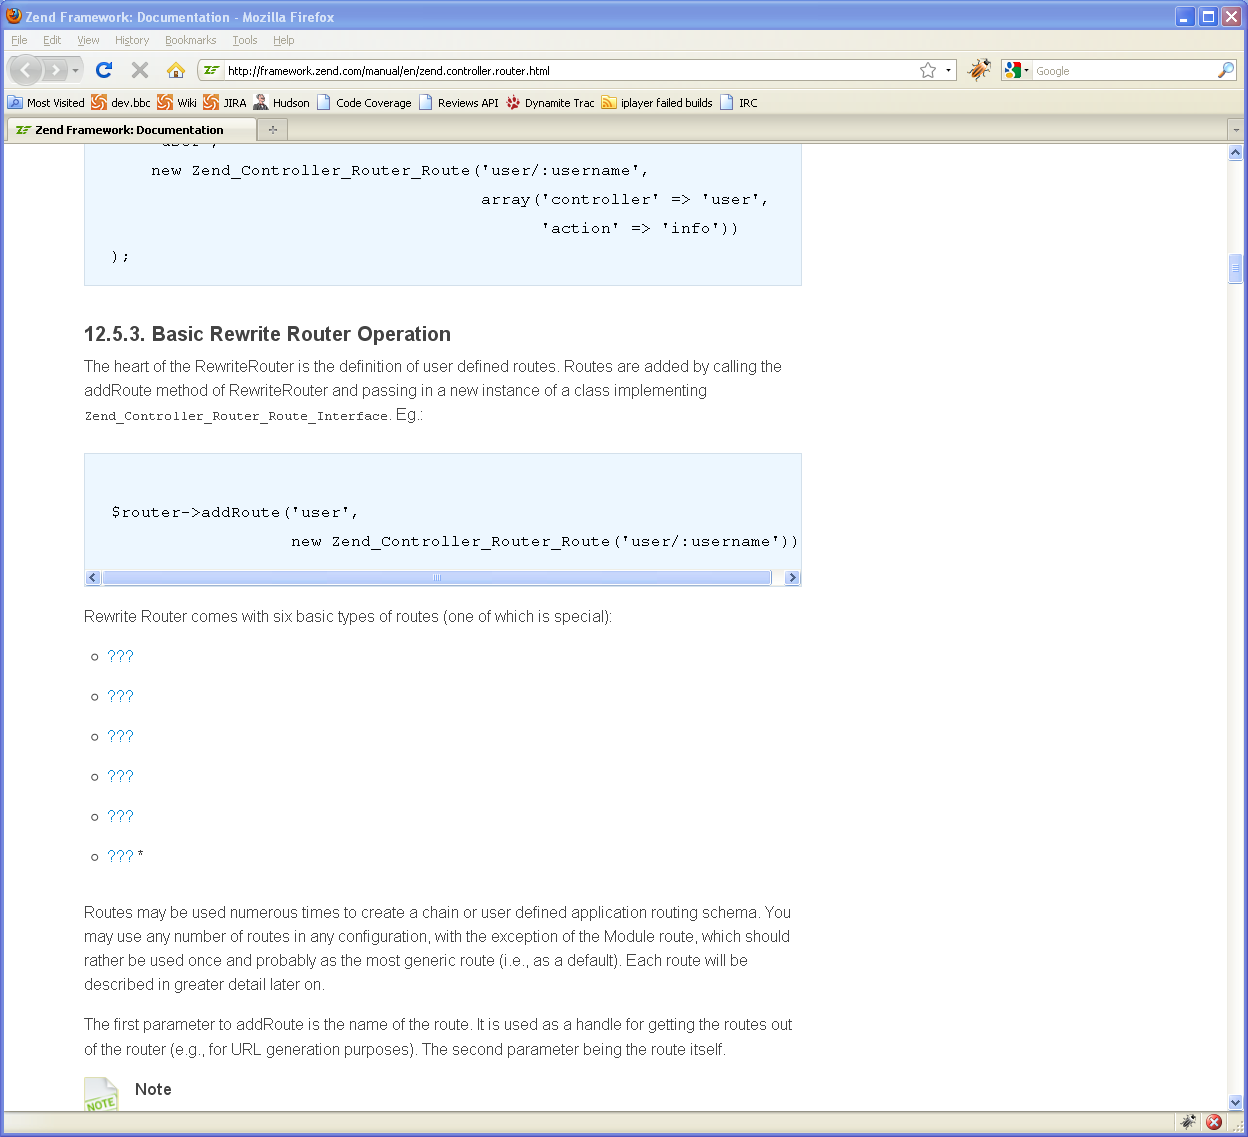 Zend Framework: Documentation - Mozilla Firefox
File Edit View History Bookmarks Tools Help
http://framework.zend.com/manual/en/zend.controller.router.html Google
Most Visited dev.bbc Wiki JIRA Hudson Code Coverage Reviews API Dynamite Trac iplayer failed builds IRC
Zend Framework: Documentation
'user',
new Zend_Controller_Router_Route('user/:username',
array('controller' => 'user',
'action' => 'info'))
);
12.5.3. Basic Rewrite Router Operation
The heart of the RewriteRouter is the definition of user defined routes. Routes are added by calling the
addRoute method of RewriteRouter and passing in a new instance of a class implementing
Zend_Controller_Router_Route_Interface. Eg.:
$router->addRoute('user',
new Zend_Controller_Router_Route('user/:username'))
Rewrite Router comes with six basic types of routes (one of which is special):
???
???
???
???
???
??? *
Routes may be used numerous times to create a chain or user defined application routing schema. You
may use any number of routes in any configuration, with the exception of the Module route, which should
rather be used once and probably as the most generic route (i.e., as a default). Each route will be
described in greater detail later on.
The first parameter to addRoute is the name of the route. It is used as a handle for getting the routes out
of the router (e.g., for URL generation purposes). The second parameter being the route itself.
NOTE Note